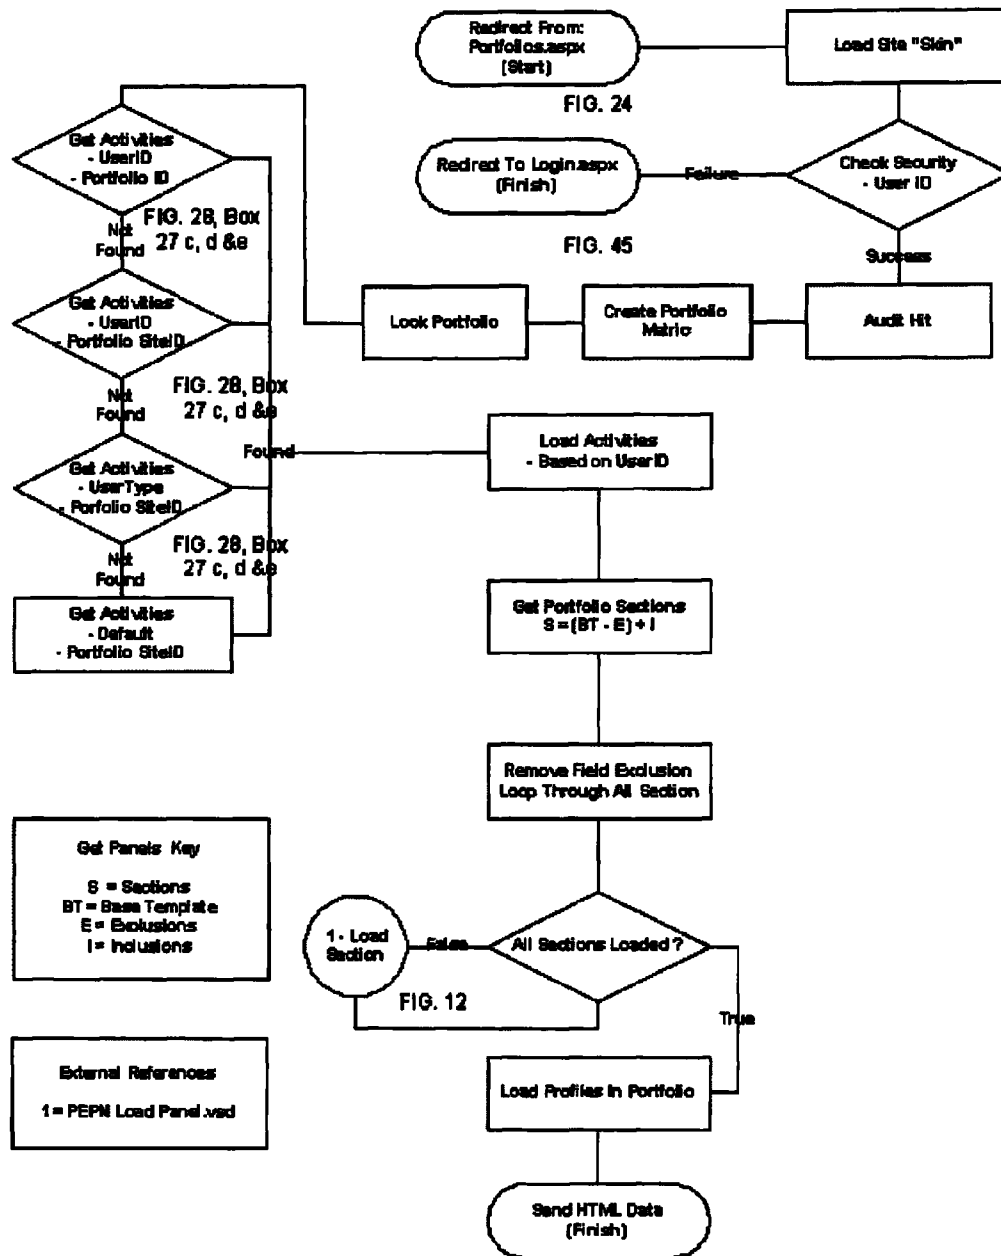 Redirect From:
Portfolios.aspx
(Start)
FIG. 24
Load Site "Skin"
Check Security
- User ID
Failure
Redirect To Login.aspx
(Finish)
FIG. 45
Success
Audit Hit
Create Portfolio
Metric
Look Portfolio
Get Activities
- UserID
- Portfolio ID
Not
Found
FIG. 28, Box
27 c, d &e
Get Activities
- UserID
- Portfolio SiteID
Not
Found
FIG. 28, Box
27 c, d &e
Get Activities
- UserType
- Porfolio SiteID
Not
Found
FIG. 28, Box
27 c, d &e
Get Activities
- Default
- Portfolio SiteID
Found
Load Activities
- Based on UserID
Get Portfolio Sections
S = (BT - E) + I
Remove Field Exclusion
Loop Through All Section
All Sections Loaded ?
False
1 - Load
Section
FIG. 12
True
Load Profiles In Portfolio
Send HTML Data
(Finish)
Get Panels Key
S = Sections
BT = Base Template
E = Exclusions
I = Inclusions
External References
1 = PEPN Load Panel.vsd